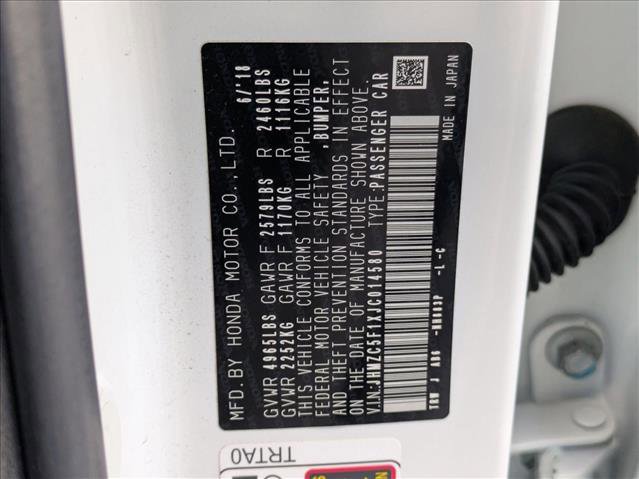 MFD. BY HONDA MOTOR CO., LTD. 6/'18
GVWR 4965LBS GAWR F 2579LBS R 2460LBS
GVWR 2252KG GAWR F 1170KG R 1116KG
THIS VEHICLE CONFORMS TO ALL APPLICABLE
FEDERAL MOTOR VEHICLE SAFETY ,BUMPER,
AND THEFT PREVENTION STANDARDS IN EFFECT
ON THE DATE OF MANUFACTURE SHOWN ABOVE.
V.I.N.:JHMZC5F1XJC014580 TYPE:PASSENGER CAR
-L -C
MADE IN JAPAN
TRTA0